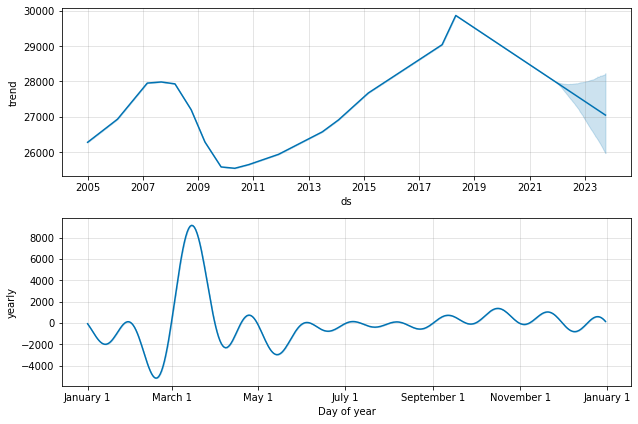 30000
29000
28000
27000
26000
trend
2005 2007 2009 2011 2013 2015 2017 2019 2021 2023
ds
8000
6000
4000
2000
0
−2000
−4000
yearly
January 1 March 1 May 1 July 1 September 1 November 1 January 1
Day of year